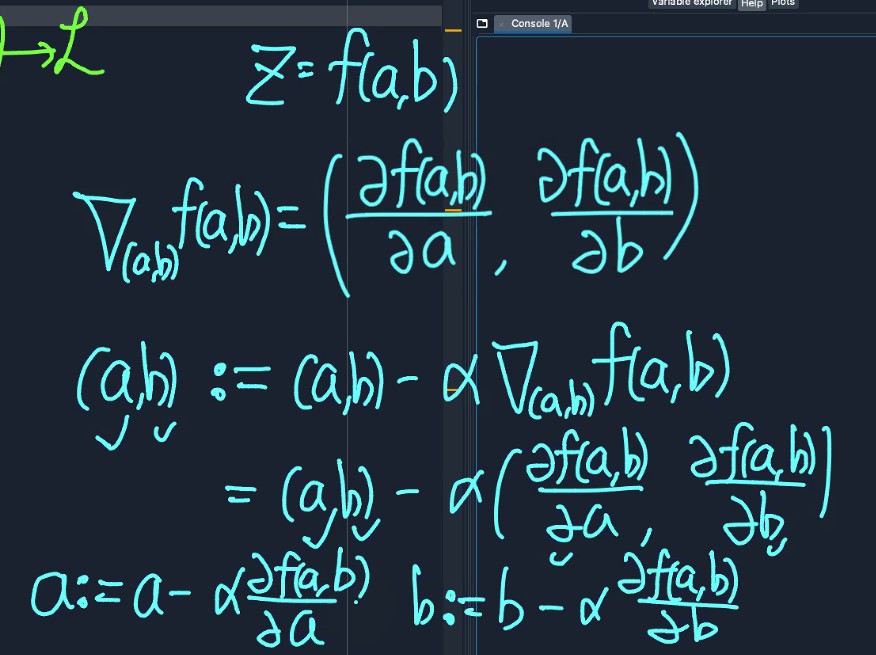 Variable explorer Help Plots
Console 1/A
→ L
Z = f(a,b)
∇(a,b) f(a,b) = (∂f(a,b)/∂a , ∂f(a,b)/∂b)
(a,b) := (a,b) - α ∇(a,b) f(a,b)
= (a,b) - α (∂f(a,b)/∂a , ∂f(a,b)/∂b)
a := a - α ∂f(a,b)/∂a b := b - α ∂f(a,b)/∂b